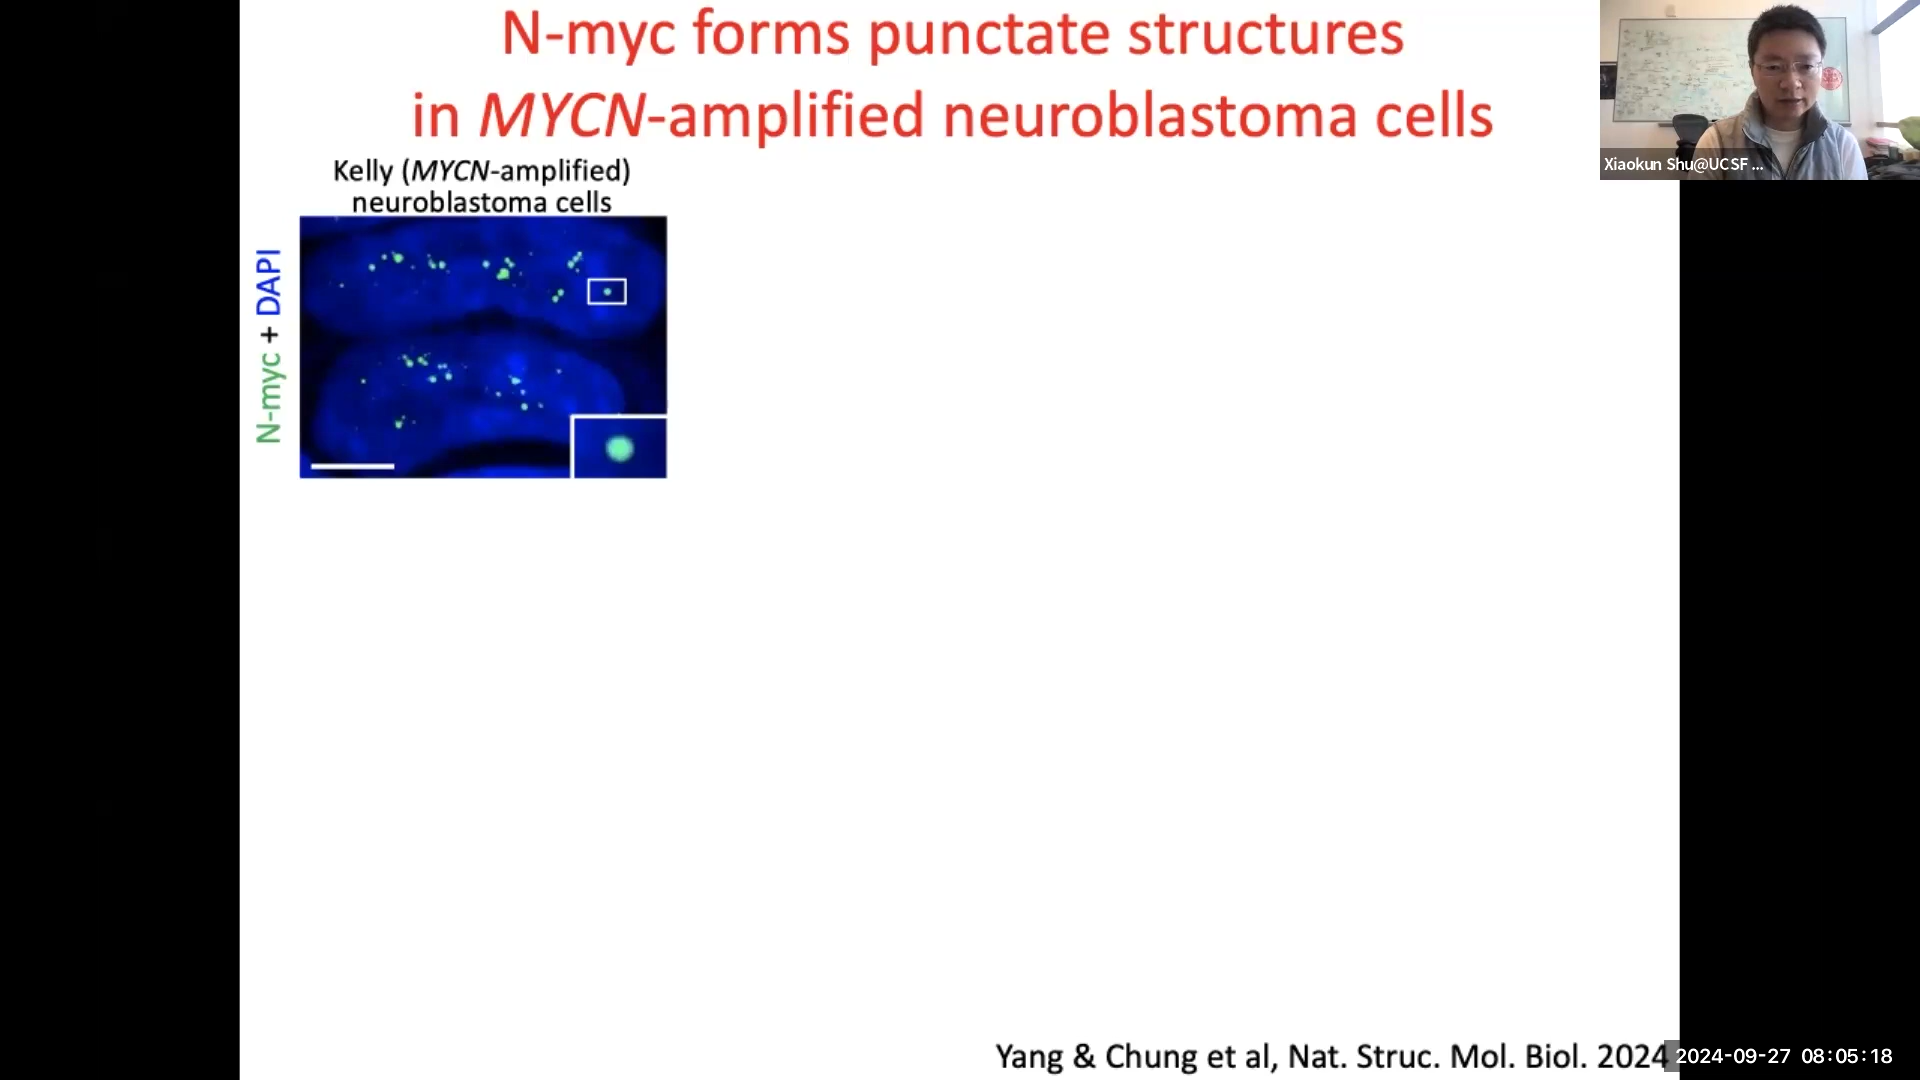 N-myc forms punctate structures
in MYCN-amplified neuroblastoma cells
Kelly (MYCN-amplified)
neuroblastoma cells
N-myc + DAPI
Xiaokun Shu@UCSF ...
Yang & Chung et al, Nat. Struc. Mol. Biol. 2024
2024-09-27 08:05:18